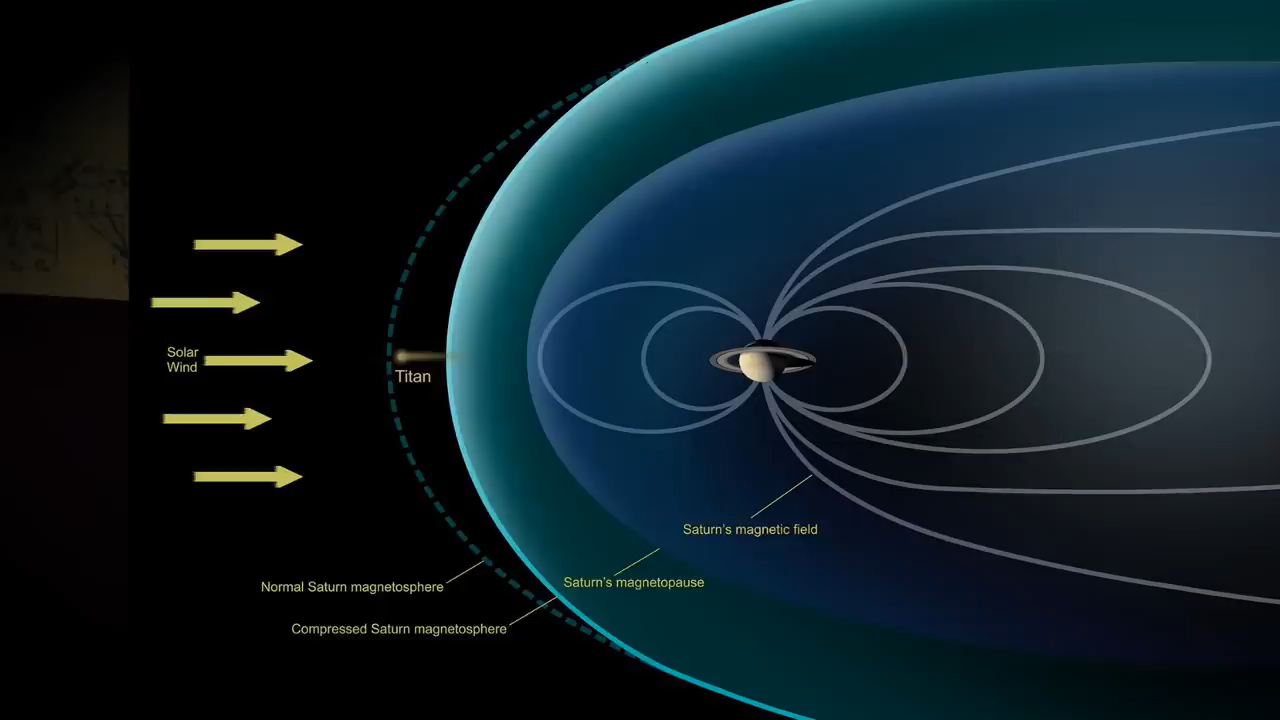 Solar
Wind
Titan
Saturn's magnetic field
Saturn's magnetopause
Normal Saturn magnetosphere
Compressed Saturn magnetosphere